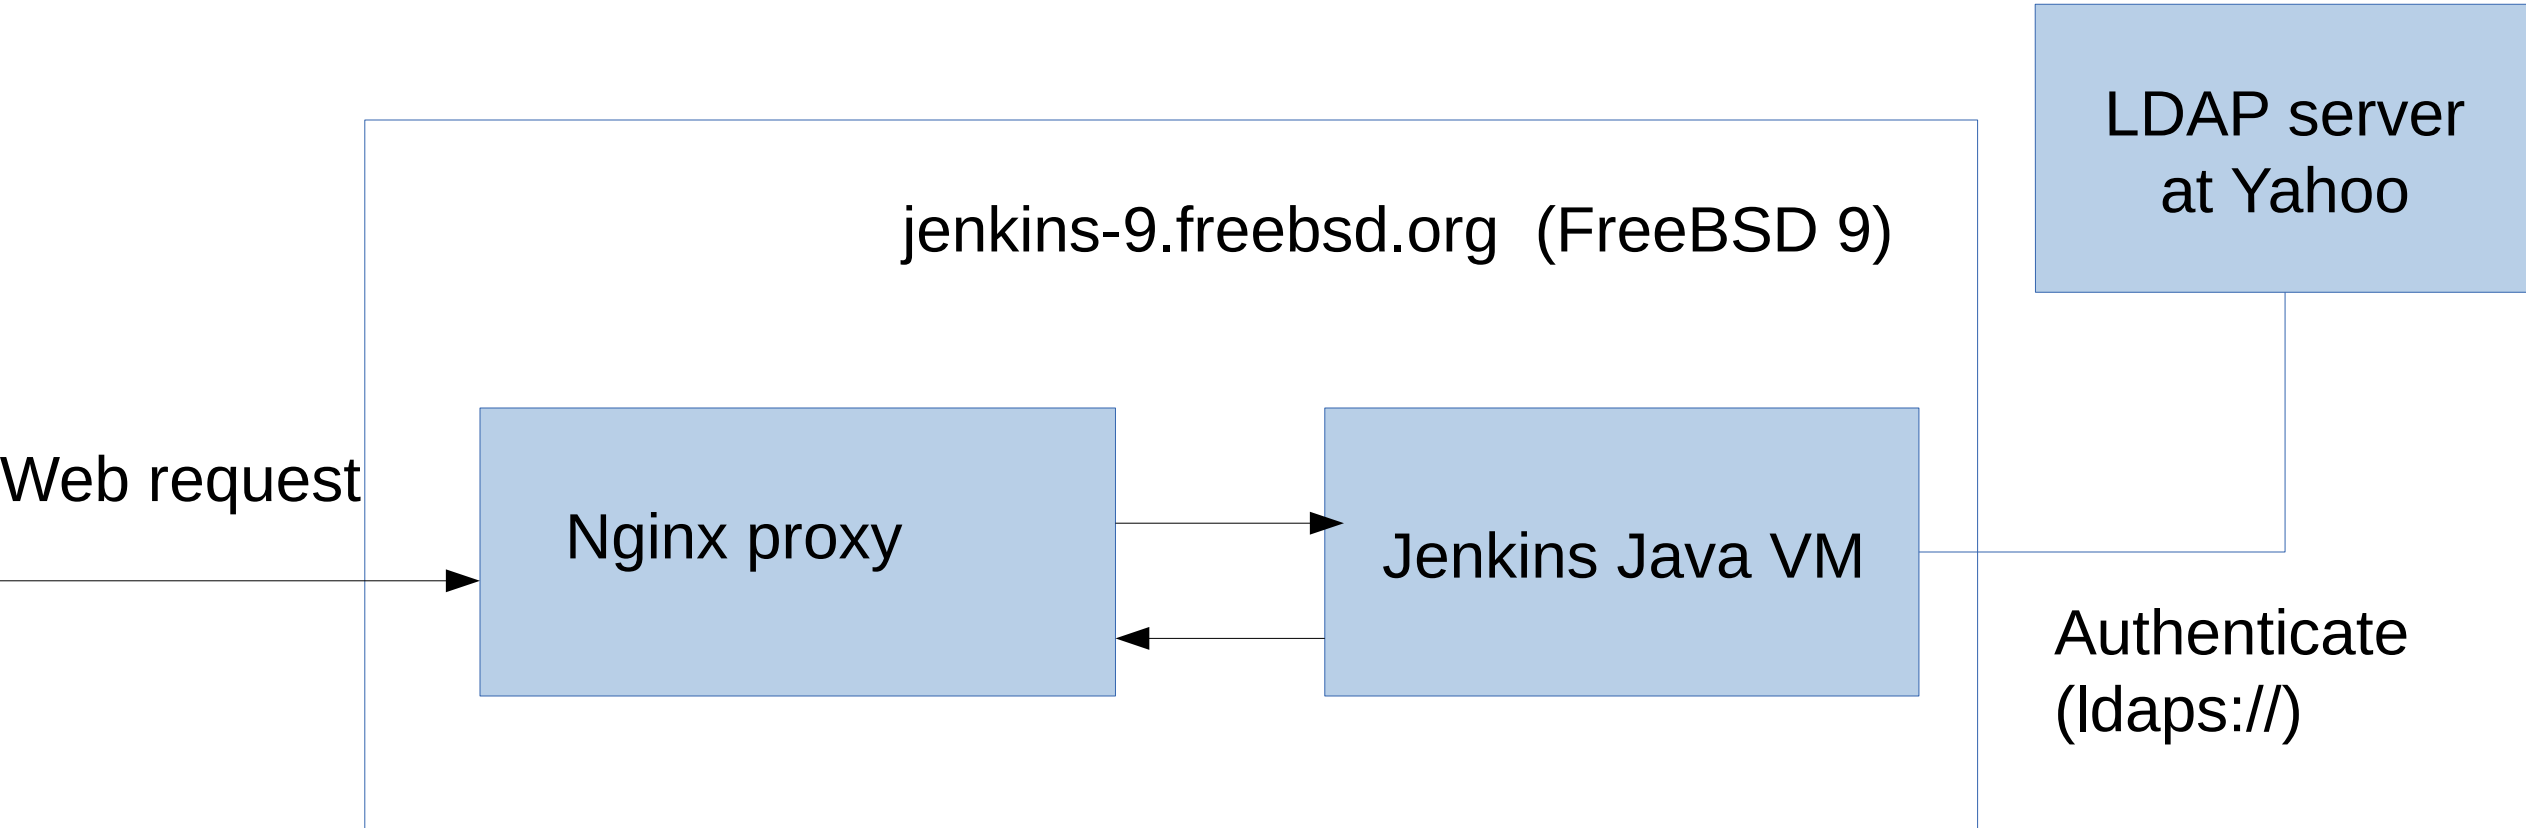 LDAP server
at Yahoo
jenkins-9.freebsd.org  (FreeBSD 9)
Web request
Nginx proxy
Jenkins Java VM
Authenticate
(ldaps://)